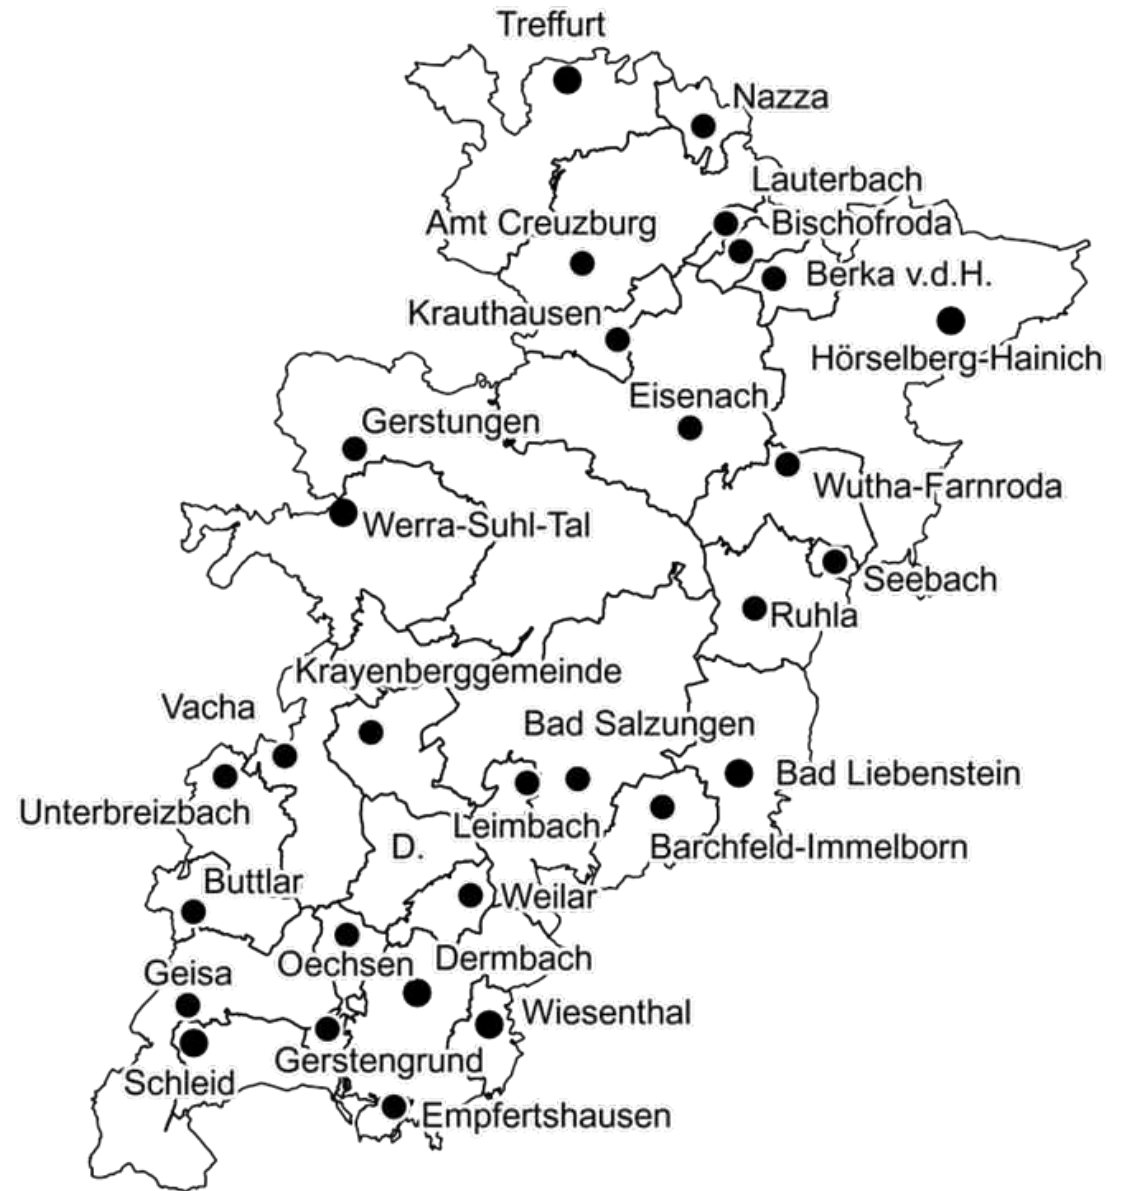 Treffurt
Nazza
Lauterbach
Amt Creuzburg
Bischofroda
Berka v.d.H.
Krauthausen
Hörselberg-Hainich
Eisenach
Gerstungen
Wutha-Farnroda
Werra-Suhl-Tal
Seebach
Ruhla
Krayenberggemeinde
Vacha
Bad Salzungen
Bad Liebenstein
Unterbreizbach
Leimbach
D.
Barchfeld-Immelborn
Buttlar
Weilar
Oechsen
Dermbach
Geisa
Wiesenthal
Gerstengrund
Schleid
Empfertshausen